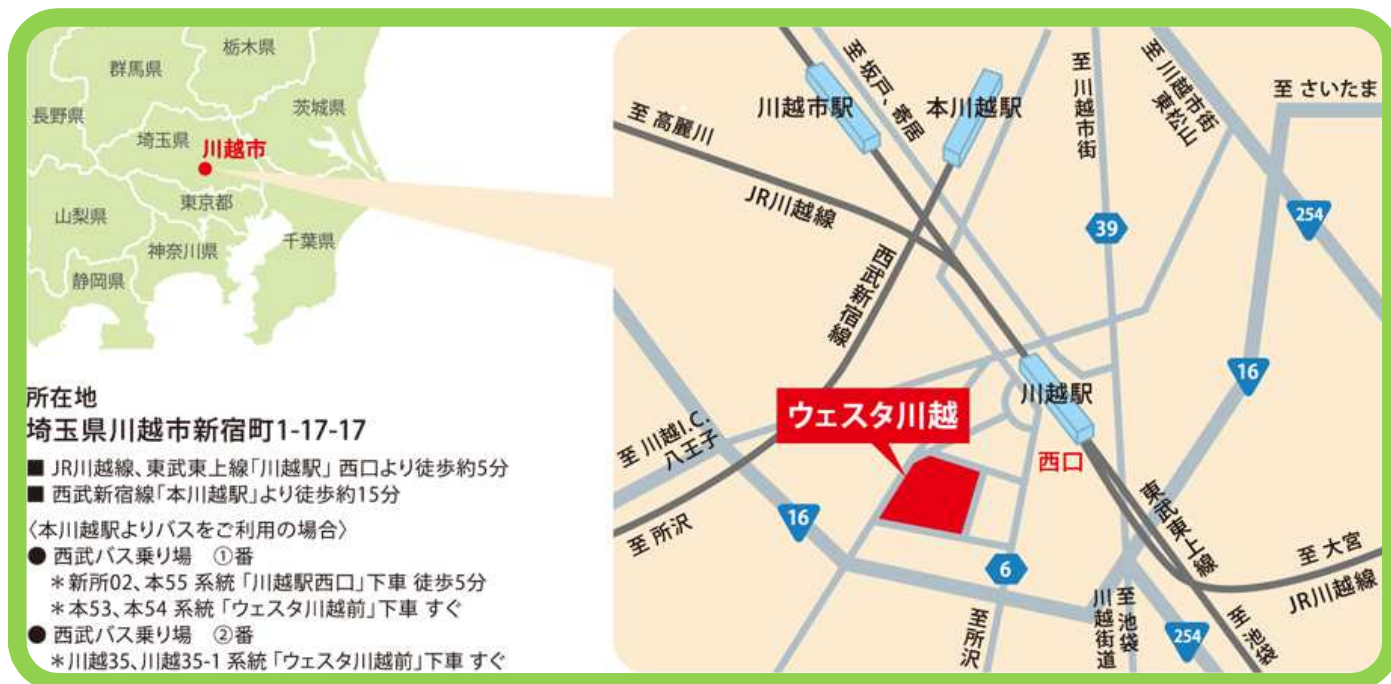 栃木県
群馬県
茨城県
長野県
埼玉県
川越市
東京都
山梨県
千葉県
神奈川県
静岡県
所在地
埼玉県川越市新宿町1-17-17
■ JR川越線、東武東上線「川越駅」 西口より徒歩約5分
■ 西武新宿線「本川越駅」より徒歩約15分
〈本川越駅よりバスをご利用の場合〉
● 西武バス乗り場 ①番
＊新所02、本55 系統 「川越駅西口」下車 徒歩5分
＊本53、本54 系統 「ウェスタ川越前」下車 すぐ
● 西武バス乗り場 ②番
＊川越35、川越35-1 系統 「ウェスタ川越前」下車 すぐ
至 坂戸、寄居
至 川越市街
至 川越市街
東松山
至 さいたま
川越市駅
本川越駅
至 高麗川
JR川越線
39
254
西武新宿線
16
川越駅
ウェスタ川越
西口
至 川越I.C.
八王子
16
至 所沢
6
東武東上線
至 大宮
JR川越線
至 所沢
至 池袋
川越街道
254
至 池袋